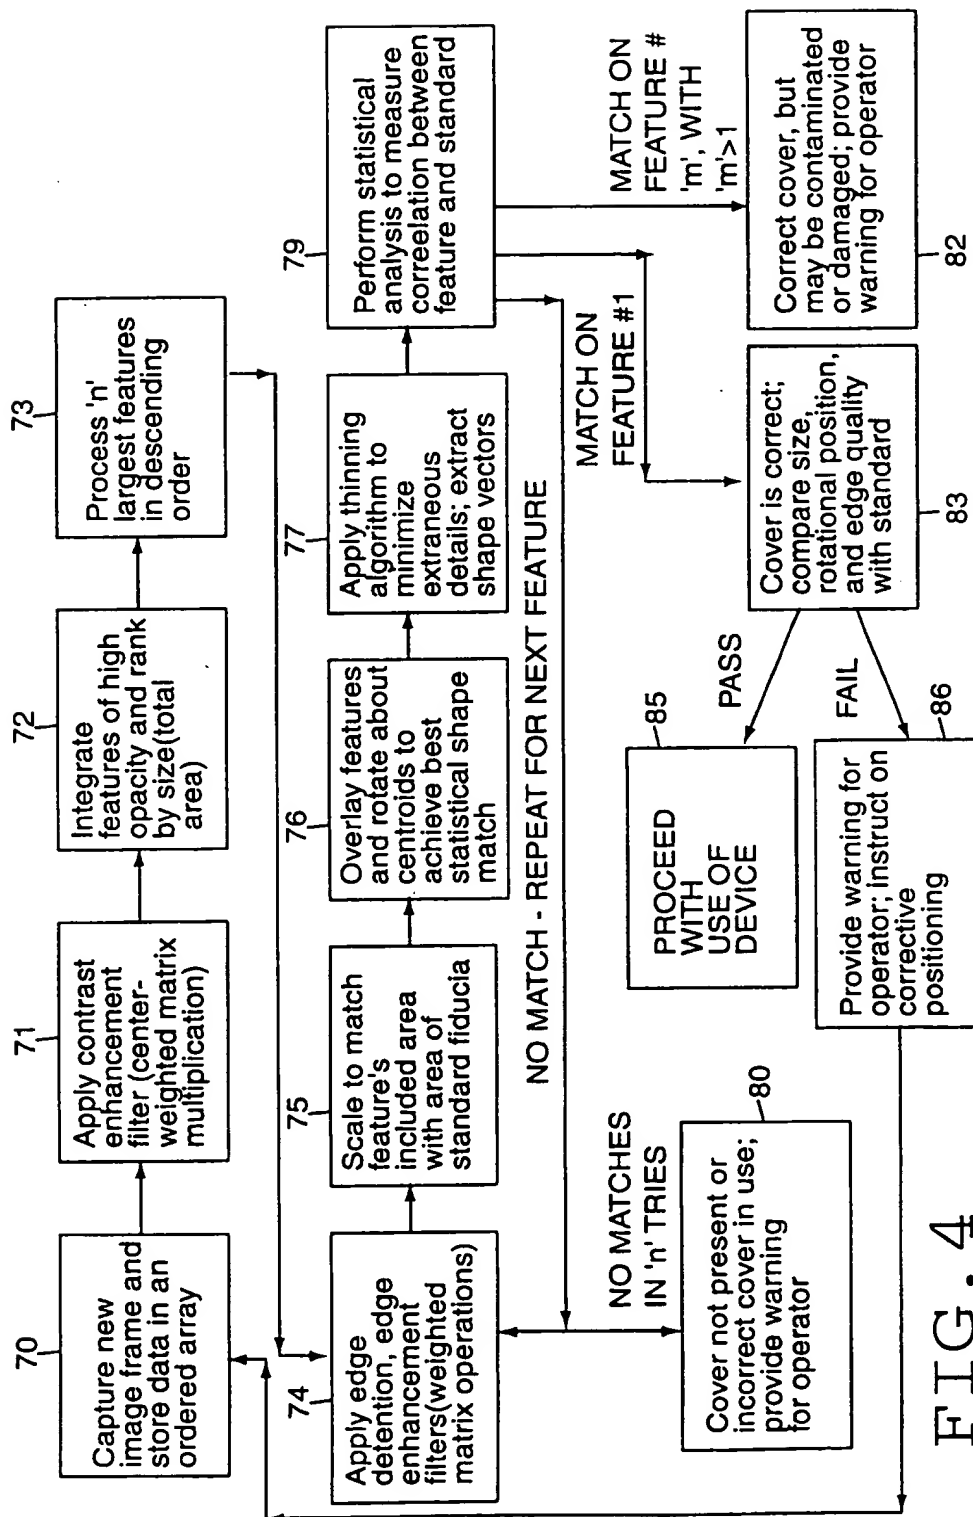 70
Capture new
image frame and
store data in an
ordered array
71
Apply contrast
enhancement
filter (center-
weighted matrix
multiplication)
72
Integrate
features of high
opacity and rank
by size(total
area)
73
Process 'n'
largest features
in descending
order
74
Apply edge
detention, edge
enhancement
filters(weighted
matrix operations)
75
Scale to match
feature's
included area
with area of
standard fiducia
76
Overlay features
and rotate about
centroids to
achieve best
statistical shape
match
77
Apply thinning
algorithm to
minimize
extraneous
details; extract
shape vectors
79
Perform statistical
analysis to measure
correelation between
feature and standard
NO MATCH - REPEAT FOR NEXT FEATURE
MATCH ON
FEATURE #1
MATCH ON
FEATURE #
'm', WITH
'm'>1
NO MATCHES
IN 'n' TRIES
80
Cover not present or
incorrect cover in use;
provide warning
for operator
85
PROCEED
WITH
USE OF
DEVICE
PASS
FAIL
83
Cover is correct;
compare size,
rotational position,
and edge quality
with standard
82
Correct cover, but
may be contaminated
or damaged; provide
warning for operator
86
Provide warning for
operator; instruct on
corrective
positioning
FIG. 4